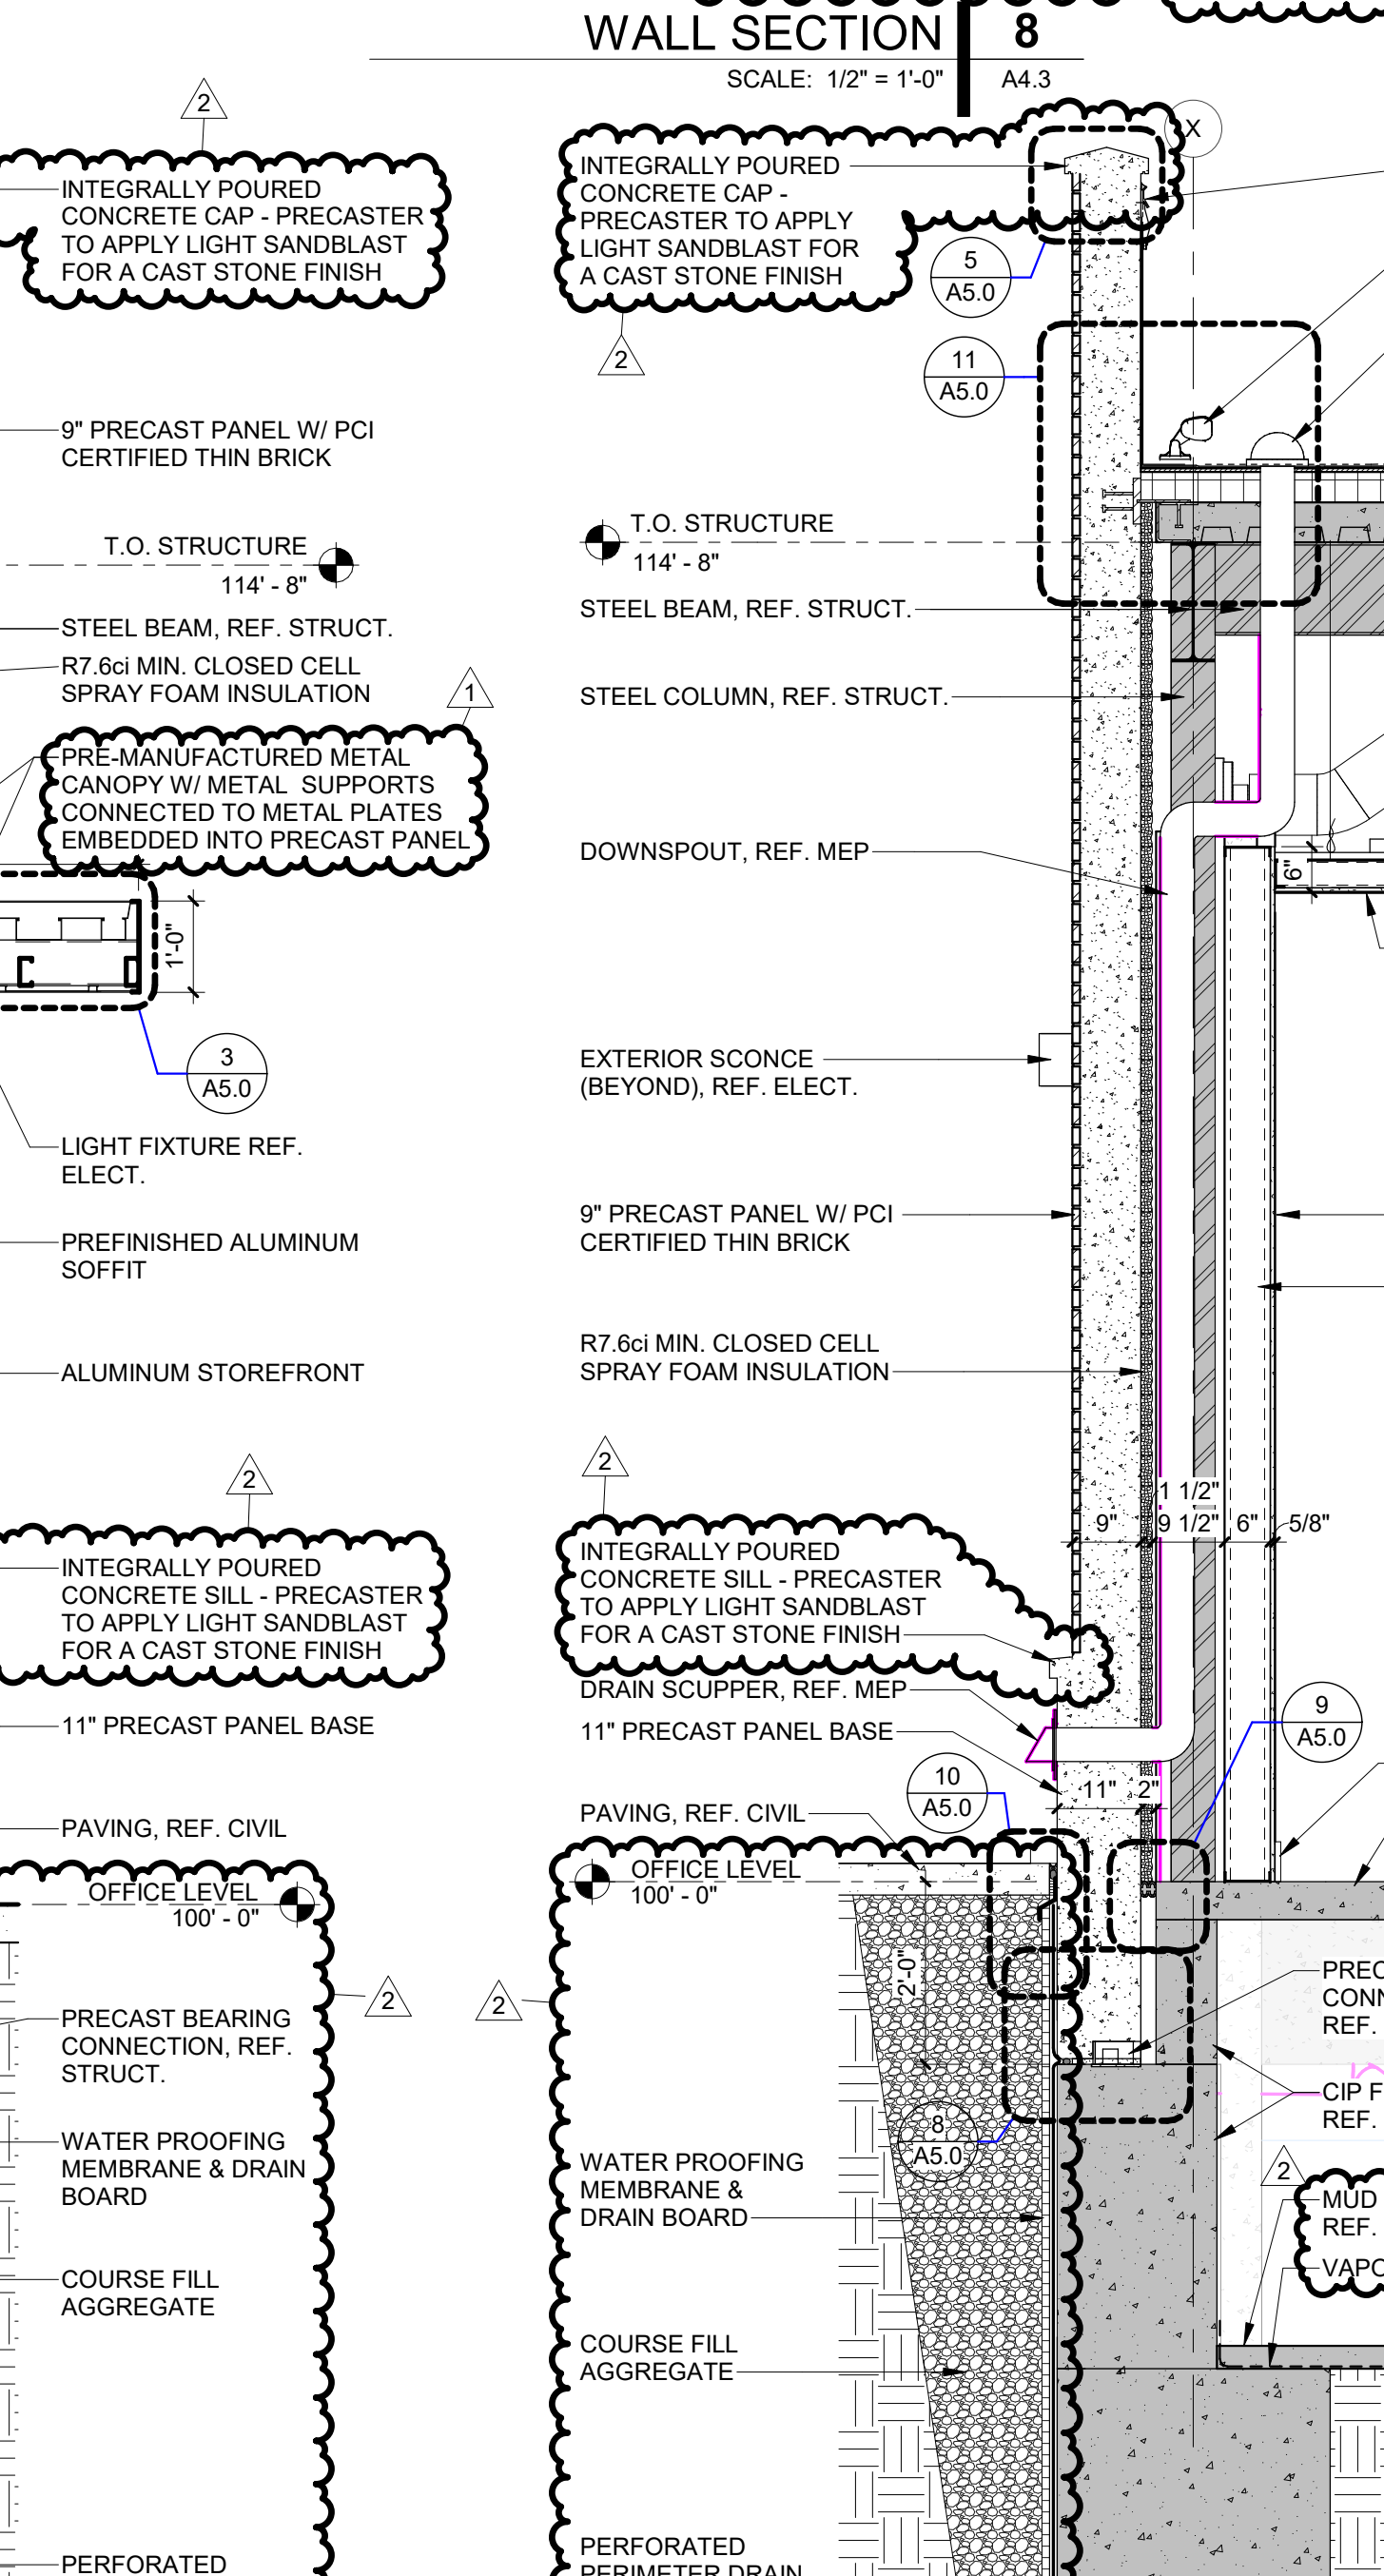 WALL SECTION 8
SCALE: 1/2" = 1'-0" A4.3
2
INTEGRALLY POURED
CONCRETE CAP - PRECASTER
TO APPLY LIGHT SANDBLAST
FOR A CAST STONE FINISH
9" PRECAST PANEL W/ PCI
CERTIFIED THIN BRICK
T.O. STRUCTURE
114' - 8"
STEEL BEAM, REF. STRUCT.
R7.6ci MIN. CLOSED CELL
SPRAY FOAM INSULATION
1
PRE-MANUFACTURED METAL
CANOPY W/ METAL SUPPORTS
CONNECTED TO METAL PLATES
EMBEDDED INTO PRECAST PANEL
1'-0"
3
A5.0
LIGHT FIXTURE REF.
ELECT.
PREFINISHED ALUMINUM
SOFFIT
ALUMINUM STOREFRONT
2
INTEGRALLY POURED
CONCRETE SILL - PRECASTER
TO APPLY LIGHT SANDBLAST
FOR A CAST STONE FINISH
11" PRECAST PANEL BASE
PAVING, REF. CIVIL
OFFICE LEVEL
100' - 0"
2
PRECAST BEARING
CONNECTION, REF.
STRUCT.
WATER PROOFING
MEMBRANE & DRAIN
BOARD
COURSE FILL
AGGREGATE
PERFORATED
X
INTEGRALLY POURED
CONCRETE CAP -
PRECASTER TO APPLY
LIGHT SANDBLAST FOR
A CAST STONE FINISH
2
5
A5.0
11
A5.0
T.O. STRUCTURE
114' - 8"
STEEL BEAM, REF. STRUCT.
STEEL COLUMN, REF. STRUCT.
DOWNSPOUT, REF. MEP
6"
EXTERIOR SCONCE
(BEYOND), REF. ELECT.
9" PRECAST PANEL W/ PCI
CERTIFIED THIN BRICK
R7.6ci MIN. CLOSED CELL
SPRAY FOAM INSULATION
2
1 1/2"
9" 9 1/2" 6" 5/8"
INTEGRALLY POURED
CONCRETE SILL - PRECASTER
TO APPLY LIGHT SANDBLAST
FOR A CAST STONE FINISH
DRAIN SCUPPER, REF. MEP
11" PRECAST PANEL BASE
9
A5.0
10
A5.0
11" 2"
PAVING, REF. CIVIL
OFFICE LEVEL
100' - 0"
2'-0"
2
8
A5.0
WATER PROOFING
MEMBRANE &
DRAIN BOARD
COURSE FILL
AGGREGATE
PERFORATED
PERIMETER DRAIN
PREC
CONN
REF.
CIP F
REF.
2
MUD
REF.
VAPO